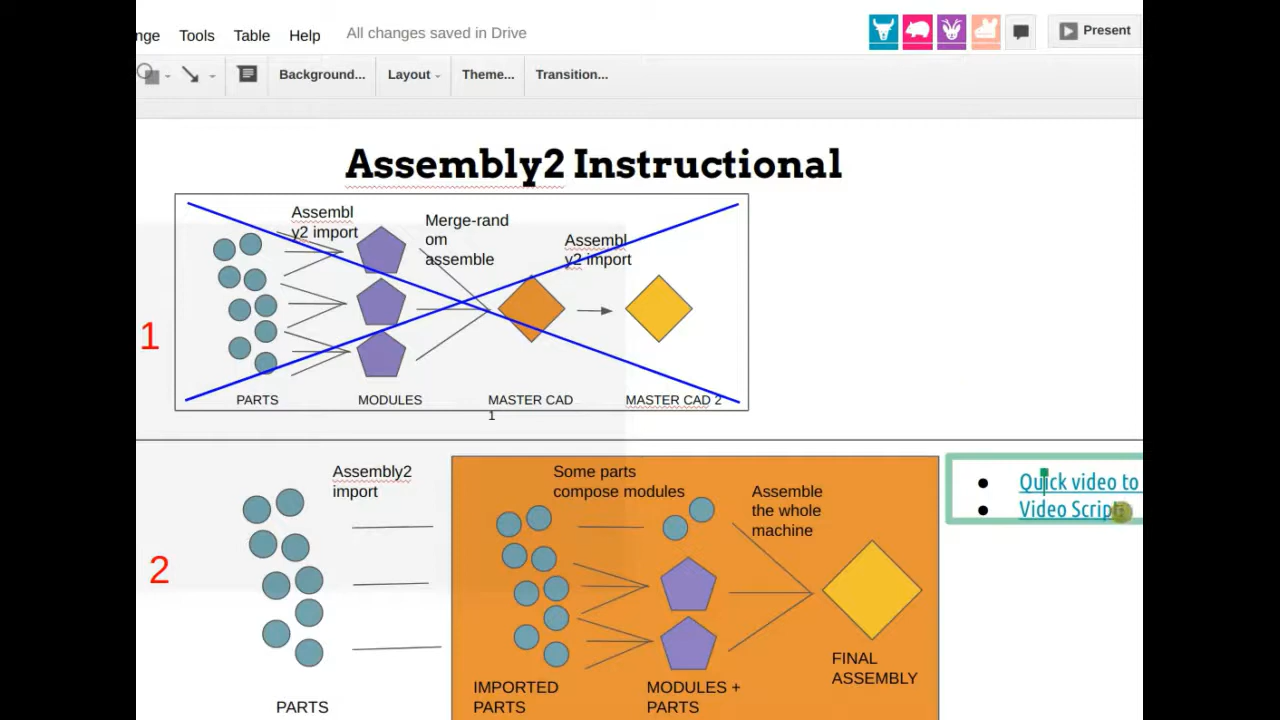 nge Tools Table Help All changes saved in Drive
Present
Background... Layout Theme... Transition...
Assembly2 Instructional
Assembl
y2 import
Merge-rand
om
assemble
Assembl
y2 import
1
PARTS
MODULES
MASTER CAD
1
MASTER CAD 2
Assembly2
import
Some parts
compose modules
Assemble
the whole
machine
Quick video to
Video Script
2
PARTS
IMPORTED
PARTS
MODULES +
PARTS
FINAL
ASSEMBLY